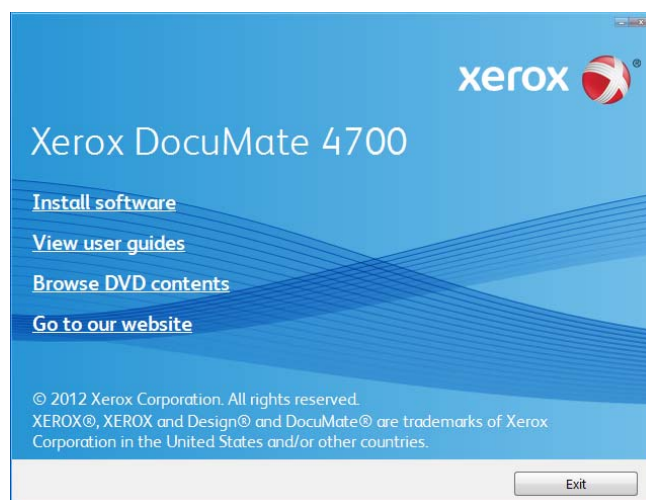 xerox ®
Xerox DocuMate 4700
Install software
View user guides
Browse DVD contents
Go to our website
© 2012 Xerox Corporation. All rights reserved.
XEROX®, XEROX and Design® and DocuMate® are trademarks of Xerox
Corporation in the United States and/or other countries.
Exit